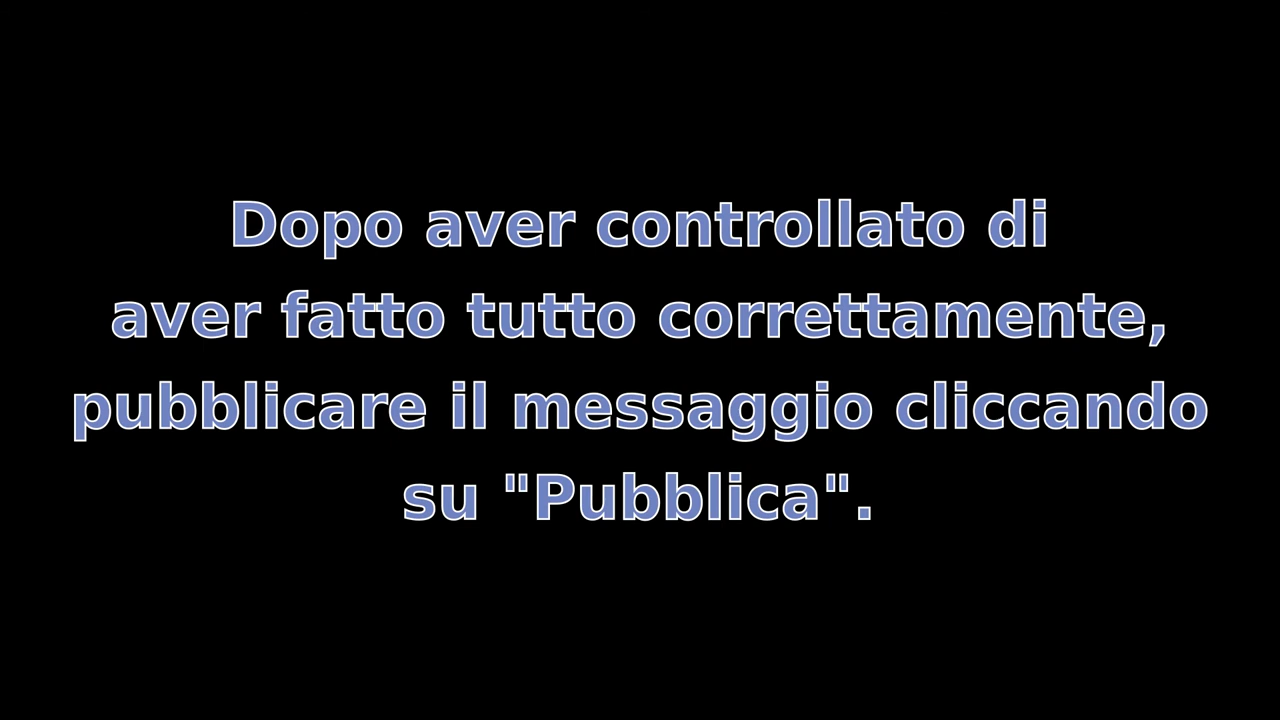 Dopo aver controllato di
aver fatto tutto correttamente,
pubblicare il messaggio cliccando
su "Pubblica".